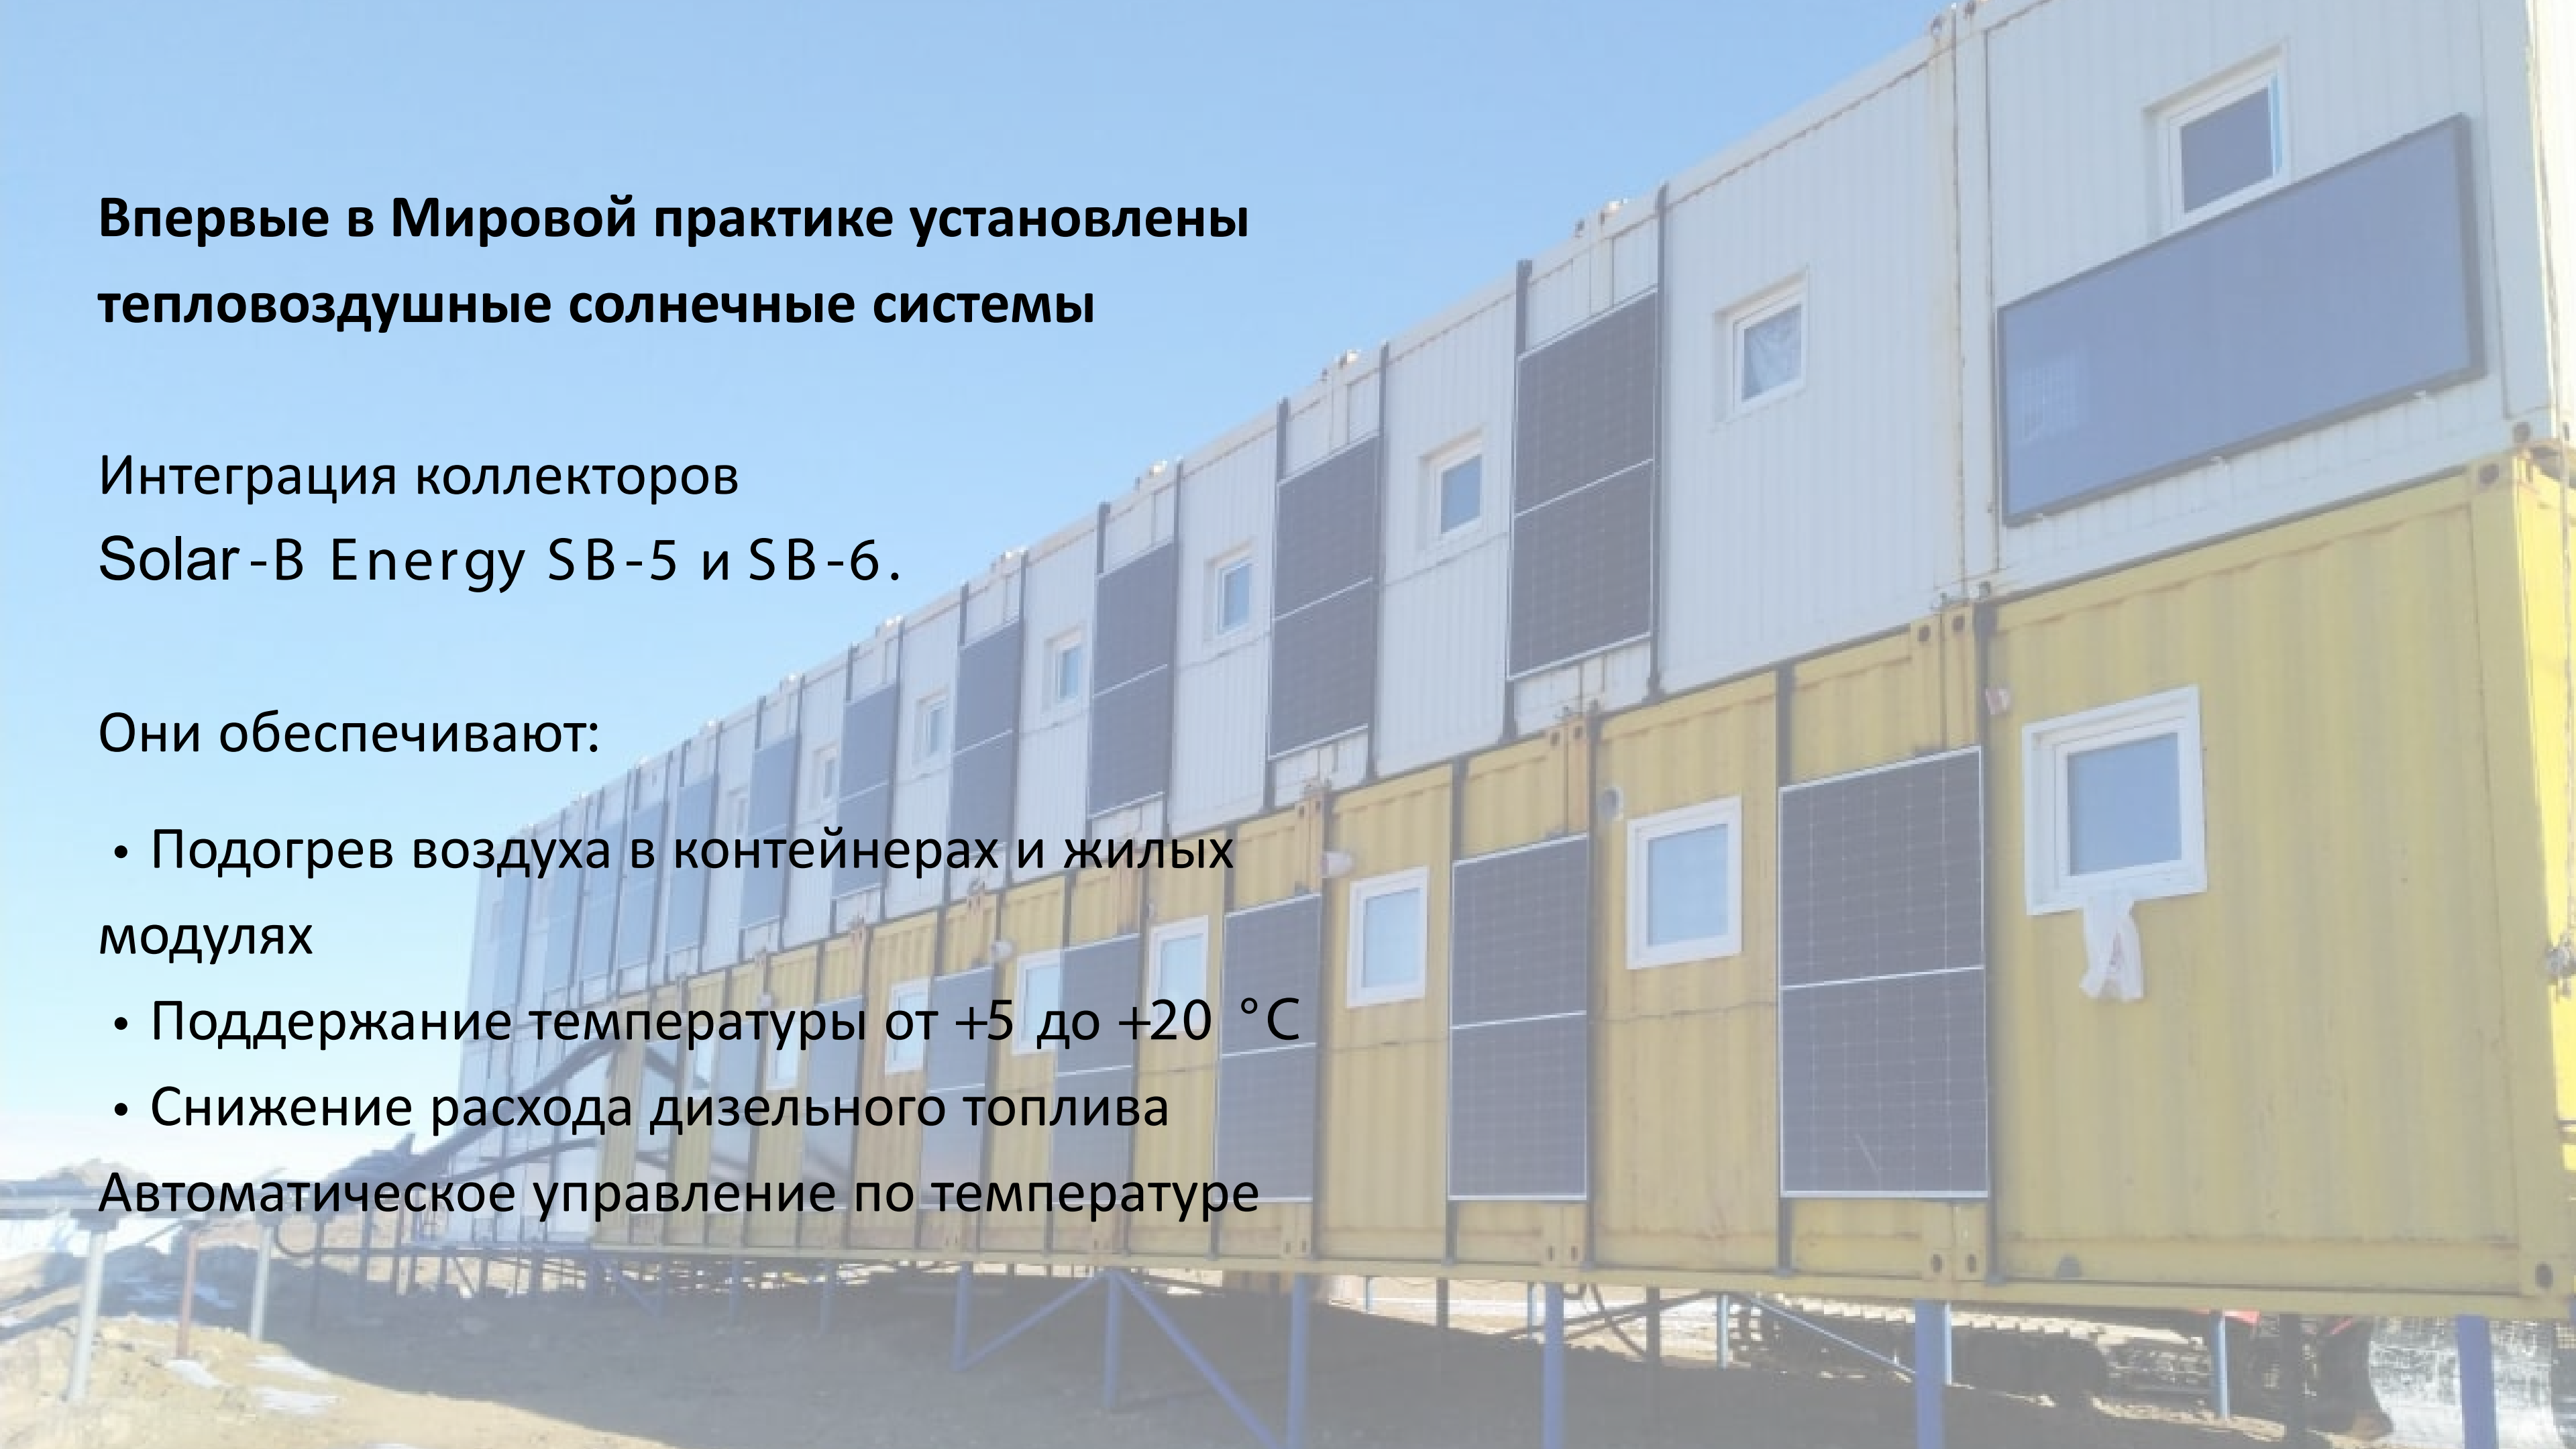 Впервые в Мировой практике установлены
тепловоздушные солнечные системы
Интеграция коллекторов
Solar-B Energy SB-5 и SB-6.
Они обеспечивают:
• Подогрев воздуха в контейнерах и жилых
модулях
• Поддержание температуры от +5 до +20 °C
• Снижение расхода дизельного топлива
Автоматическое управление по температуре